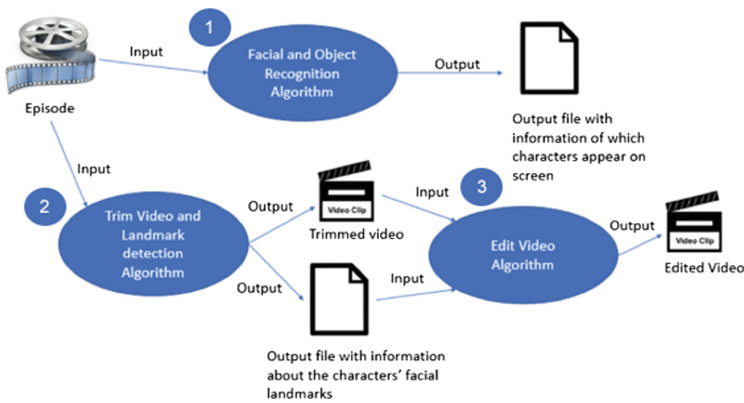 1
Input
Facial and Object
Recognition
Algorithm
Output
Episode
Output file with
information of which
characters appear on
screen
Input
2
Trim Video and
Landmark
detection
Algorithm
Output
Video Clip
Trimmed video
Output
Output file with information
about the characters' facial
landmarks
Input
3
Input
Edit Video
Algorithm
Output
Video Clip
Edited Video